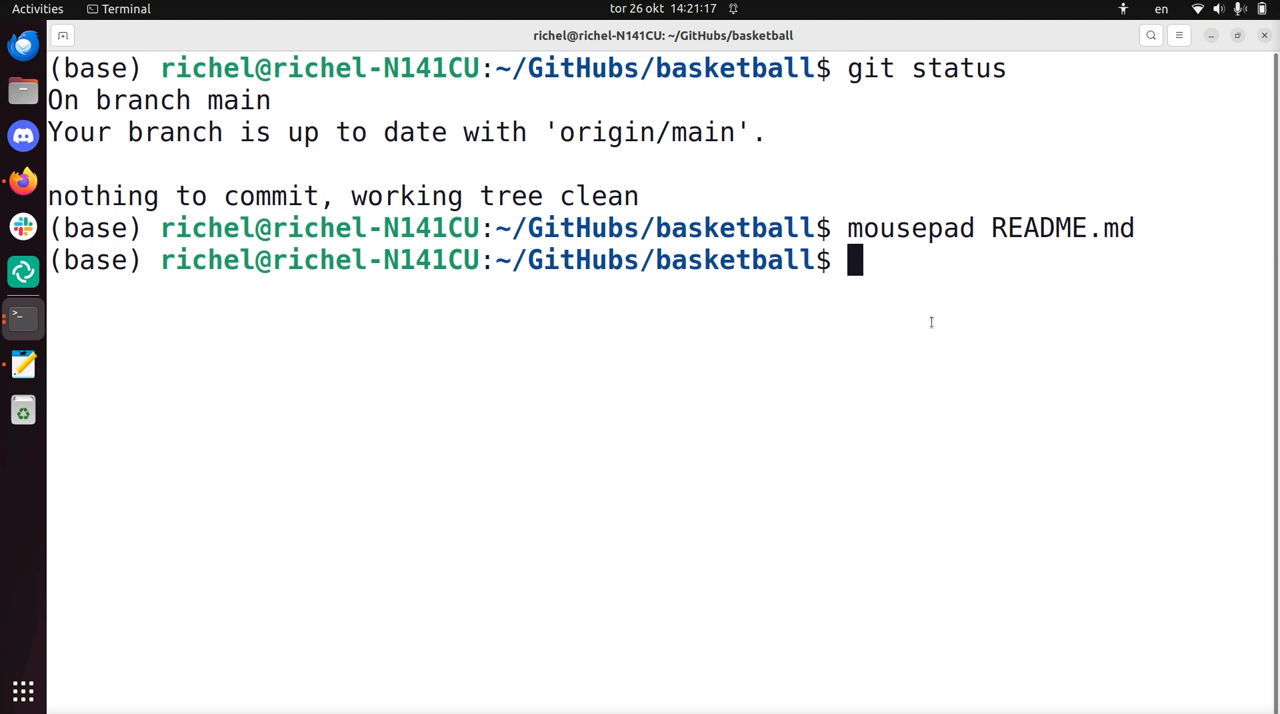 Activities
Terminal
tor 26 okt 14:21:17
en
richel@richel-N141CU: ~/GitHubs/basketball
(base) richel@richel-N141CU:~/GitHubs/basketball$ git status
On branch main
Your branch is up to date with 'origin/main'.
nothing to commit, working tree clean
(base) richel@richel-N141CU:~/GitHubs/basketball$ mousepad README.md
(base) richel@richel-N141CU:~/GitHubs/basketball$